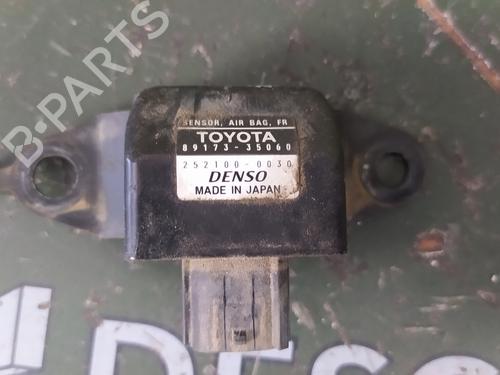 B-PARTS
SENSOR, AIR BAG, FR
TOYOTA
89173-35060
252100-0030
DENSO
MADE IN JAPAN